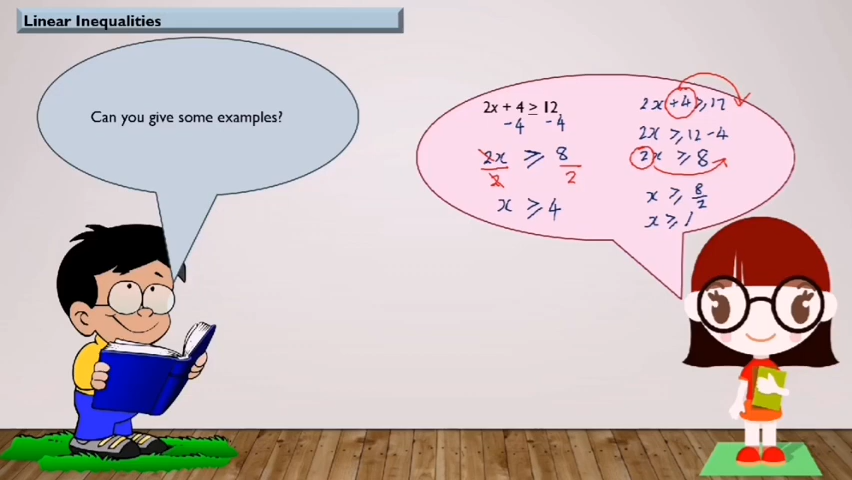 Linear Inequalities
Can you give some examples?
2x + 4 ≥ 12
-4 -4
2x ≥ 8
2 2
x ≥ 4
2x +4 ≥ 12
2x ≥ 12 - 4
2x ≥ 8
x ≥ 8/2
x ≥